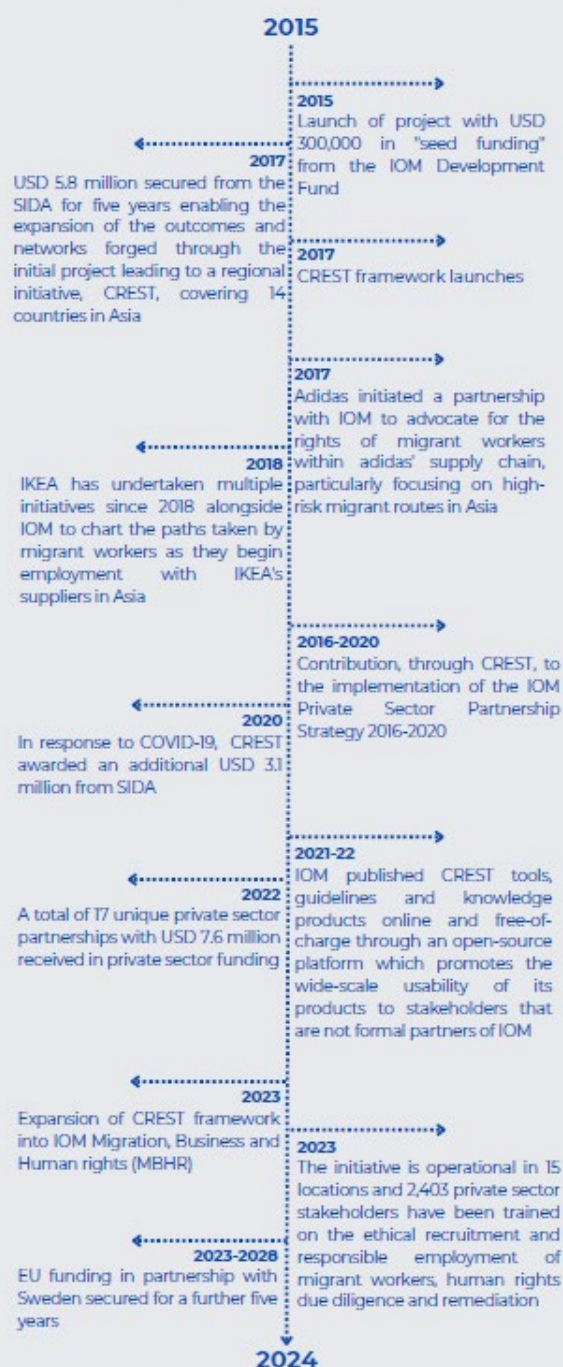 2015
2015
Launch of project with USD
300,000 in "seed funding"
from the IOM Development
Fund
2017
USD 5.8 million secured from the
SIDA for five years enabling the
expansion of the outcomes and
networks forged through the
initial project leading to a regional
initiative, CREST, covering 14
countries in Asia
2017
CREST framework launches
2017
Adidas initiated a partnership
with IOM to advocate for the
rights of migrant workers
within adidas' supply chain,
particularly focusing on high-
risk migrant routes in Asia
2018
IKEA has undertaken multiple
initiatives since 2018 alongside
IOM to chart the paths taken by
migrant workers as they begin
employment with IKEA's
suppliers in Asia
2016-2020
Contribution, through CREST, to
the implementation of the IOM
Private Sector Partnership
Strategy 2016-2020
2020
In response to COVID-19, CREST
awarded an additional USD 3.1
million from SIDA
2021-22
IOM published CREST tools,
guidelines and knowledge
products online and free-of-
charge through an open-source
platform which promotes the
wide-scale usability of its
products to stakeholders that
are not formal partners of IOM
2022
A total of 17 unique private sector
partnerships with USD 7.6 million
received in private sector funding
2023
Expansion of CREST framework
into IOM Migration, Business and
Human rights (MBHR)
2023
The initiative is operational in 15
locations and 2,403 private sector
stakeholders have been trained
on the ethical recruitment and
responsible employment of
migrant workers, human rights
due diligence and remediation
2023-2028
EU funding in partnership with
Sweden secured for a further five
years
2024